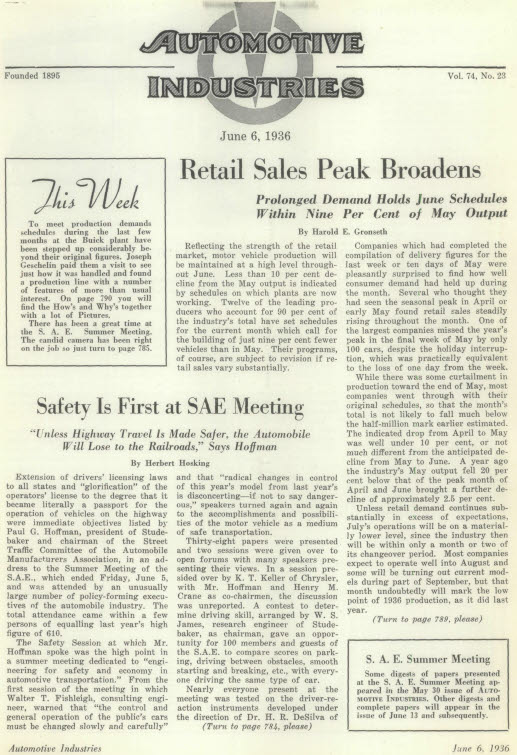 AUTOMOTIVE
INDUSTRIES
Founded 1895
Vol. 74, No. 23
June 6, 1936
This Week
To meet production demands
schedules during the last few
months at the Buick plant have
been stepped up considerably be-
yond their original figures. Joseph
Geschelin paid them a visit to see
just how it was handled and found
a production line with a number
of features of more than usual
interest. On page 790 you will
find the How's and Why's together
with a lot of Pictures.
There has been a great time at
the S. A. E. Summer Meeting.
The candid camera has been right
on the job so just turn to page 785.
Retail Sales Peak Broadens
Prolonged Demand Holds June Schedules
Within Nine Per Cent of May Output
By Harold E. Gronseth
Reflecting the strength of the retail
market, motor vehicle production will
be maintained at a high level through-
out June. Less than 10 per cent de-
cline from the May output is indicated
by schedules on which plants are now
working. Twelve of the leading pro-
ducers who account for 90 per cent of
the industry's total have set schedules
for the current month which call for
the building of just nine per cent fewer
vehicles than in May. Their programs,
of course, are subject to revision if re-
tail sales vary substantially.
Companies which had completed the
compilation of delivery figures for the
last week or ten days of May were
pleasantly surprised to find how well
consumer demand had held up during
the month. Several who thought they
had seen the seasonal peak in April or
early May found retail sales steadily
rising throughout the month. One of
the largest companies missed the year's
peak in the final week of May by only
100 cars, despite the holiday interrup-
tion, which was practically equivalent
to the loss of one day from the week.
While there was some curtailment in
production toward the end of May, most
companies went through with their
original schedules, so that the month's
total is not likely to fall much below
the half-million mark earlier estimated.
The indicated drop from April to May
was well under 10 per cent, or not
much different from the anticipated de-
cline from May to June. A year ago
the industry's May output fell 20 per
cent below that of the peak month of
April and June brought a further de-
cline of approximately 2.5 per cent.
Unless retail demand continues sub-
stantially in excess of expectations,
July's operations will be on a material-
ly lower level, since the industry then
will be within only a month or two of
its changeover period. Most companies
expect to operate well into August and
some will be turning out current mod-
els during part of September, but that
month undoubtedly will mark the low
point of 1936 production, as it did last
year.
(Turn to page 789, please)
Safety Is First at SAE Meeting
"Unless Highway Travel Is Made Safer, the Automobile
Will Lose to the Railroads," Says Hoffman
By Herbert Hosking
Extension of drivers' licensing laws
to all states and "glorification" of the
operators' license to the degree that it
became literally a passport for the
operation of vehicles on the highway
were immediate objectives listed by
Paul G. Hoffman, president of Stude-
baker and chairman of the Street
Traffic Committee of the Automobile
Manufacturers Association, in an ad-
dress to the Summer Meeting of the
S.A.E., which ended Friday, June 5,
and was attended by an unusually
large number of policy-forming execu-
tives of the automobile industry. The
total attendance came within a few
persons of equalling last year's high
figure of 610.
The Safety Session at which Mr.
Hoffman spoke was the high point in
a summer meeting dedicated to "engi-
neering for safety and economy in
automotive transportation." From the
first session of the meeting in which
Walter T. Fishleigh, consulting engi-
neer, warned that "the control and
general operation of the public's cars
must be changed slowly and carefully"
and that "radical changes in control
of this year's model from last year's
is disconcerting—if not to say danger-
ous," speakers turned again and again
to the accomplishments and possibili-
ties of the motor vehicle as a medium
of safe transportation.
Thirty-eight papers were presented
and two sessions were given over to
open forums with many speakers pre-
senting their views. In a session pre-
sided over by K. T. Keller of Chrysler,
with Mr. Hoffman and Henry M.
Crane as co-chairmen, the discussion
was unreported. A contest to deter-
mine driving skill, arranged by W. S.
James, research engineer of Stude-
baker, as chairman, gave an oppor-
tunity for 100 members and guests of
the S.A.E. to compare scores on park-
ing, driving between obstacles, smooth
starting and breaking, etc., with every-
one driving the same type of car.
Nearly everyone present at the
meeting was tested on the driver-re-
action instruments developed under
the direction of Dr. H. R. DeSilva of
(Turn to page 784, please)
S. A. E. Summer Meeting
Some digests of papers presented
at the S. A. E. Summer Meeting ap-
peared in the May 30 issue of AUTO-
MOTIVE INDUSTRIES. Other digests and
complete papers will appear in the
issue of June 13 and subsequently.
Automotive Industries
June 6, 1936